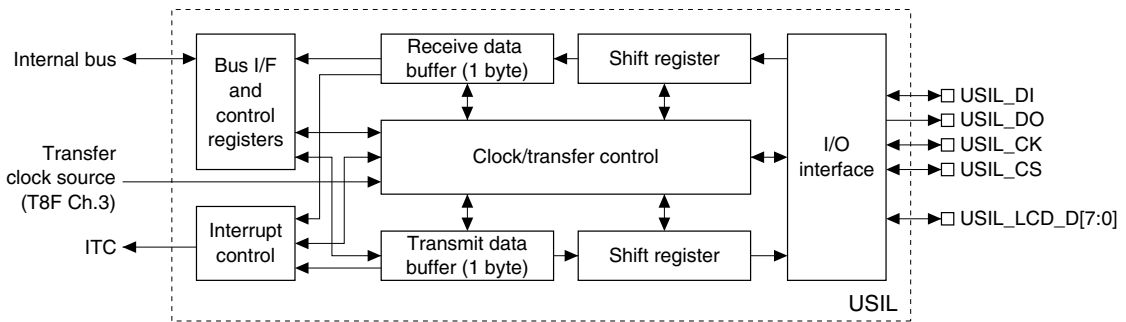 Internal bus
Transfer
clock source
(T8F Ch.3)
ITC
Bus I/F
and
control
registers
Interrupt
control
Receive data
buffer (1 byte)
Shift register
Clock/transfer control
Transmit data
buffer (1 byte)
Shift register
I/O
interface
USIL_DI
USIL_DO
USIL_CK
USIL_CS
USIL_LCD_D[7:0]
USIL